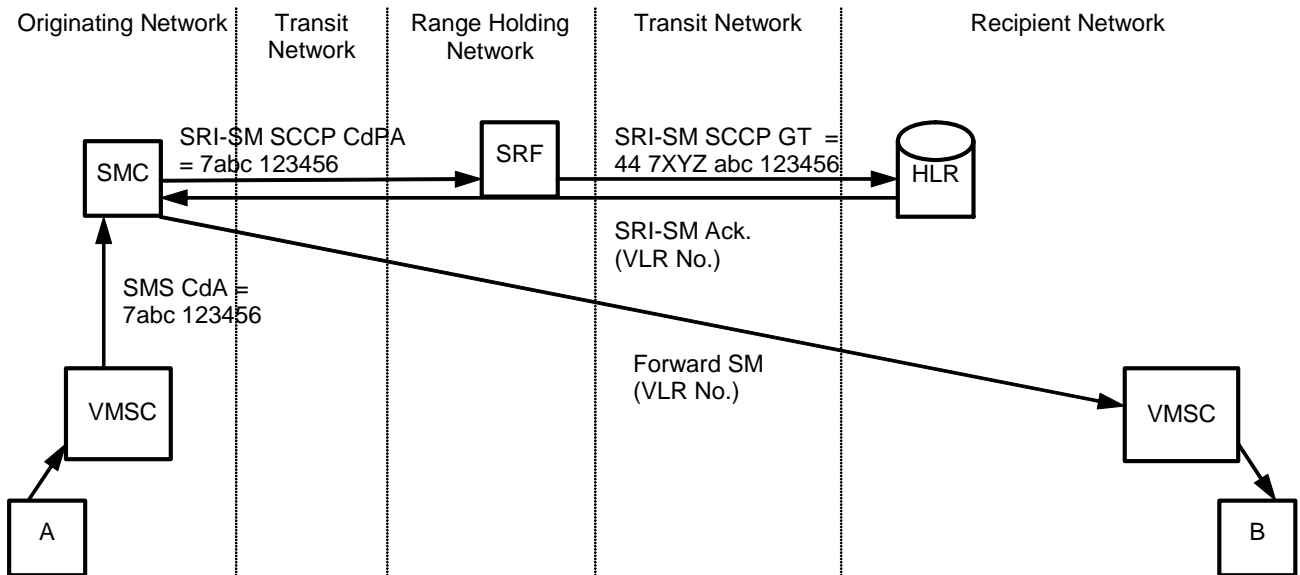 Originating Network
Transit
Network
Range Holding
Network
Transit Network
Recipient Network
SRI-SM SCCP CdPA
= 7abc 123456
SRI-SM SCCP GT  =
44 7XYZ abc 123456
SMC
SRF
HLR
SRI-SM Ack.
(VLR No.)
SMS CdA =
7abc 123456
Forward SM
(VLR No.)
VMSC
VMSC
A
B